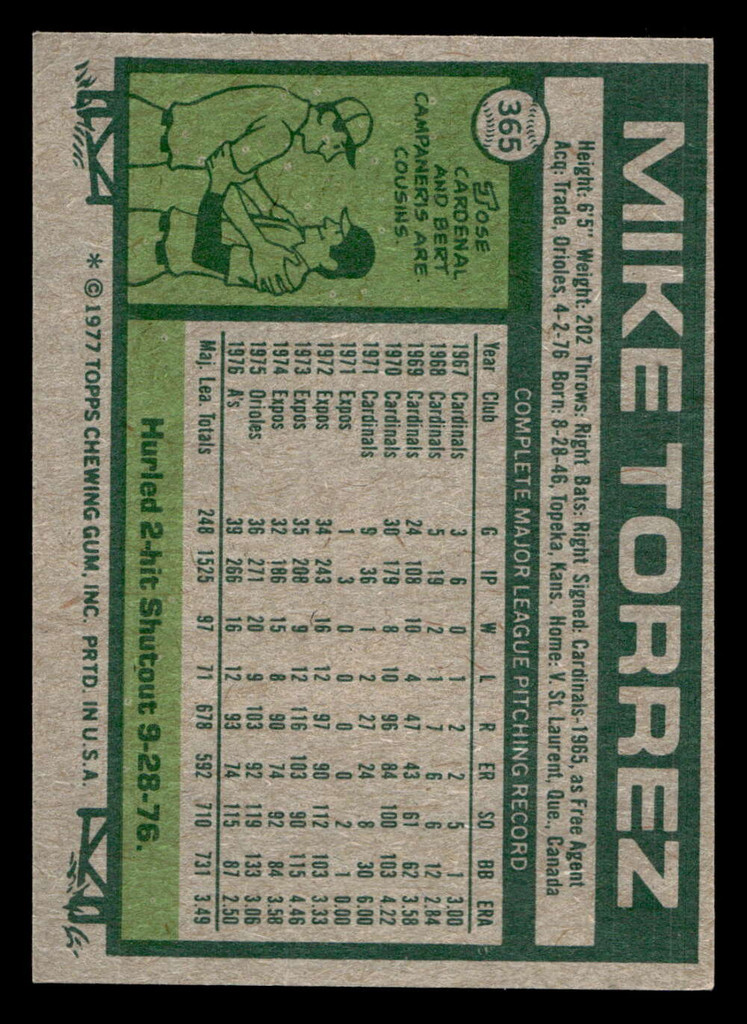 MIKE TORREZ
Height: 6'5" Weight: 202 Throws: Right Bats: Right Signed: Cardinals-1965, as Free Agent
Acq: Trade, Orioles, 4-2-76 Born: 8-28-46, Topeka, Kans. Home: V. St. Laurent, Que., Canada
365
JOSE
CARDENAL
AND BERT
CAMPANERIS ARE
COUSINS.
COMPLETE MAJOR LEAGUE PITCHING RECORD
Year Club G IP W L R ER SO BB ERA
1967 Cardinals 3 6 0 1 2 2 5 1 3.00
1968 Cardinals 5 19 2 1 7 6 6 12 2.84
1969 Cardinals 24 108 10 4 47 43 61 62 3.58
1970 Cardinals 30 179 8 10 96 84 100 103 4.22
1971 Cardinals 9 36 1 2 27 24 8 30 6.00
1971 Expos 1 3 0 0 0 0 2 1 0.00
1972 Expos 34 243 16 12 97 90 112 103 3.33
1973 Expos 35 208 9 12 116 103 90 115 4.46
1974 Expos 32 186 15 8 90 74 92 84 3.58
1975 Orioles 36 271 20 9 103 92 119 133 3.06
1976 A's 39 266 16 12 93 74 115 87 2.50
Maj. Lea. Totals 248 1525 97 71 678 592 710 731 3.49
Hurled 2-hit Shutout 9-28-76.
* © 1977 TOPPS CHEWING GUM, INC. PRTD. IN U.S.A.